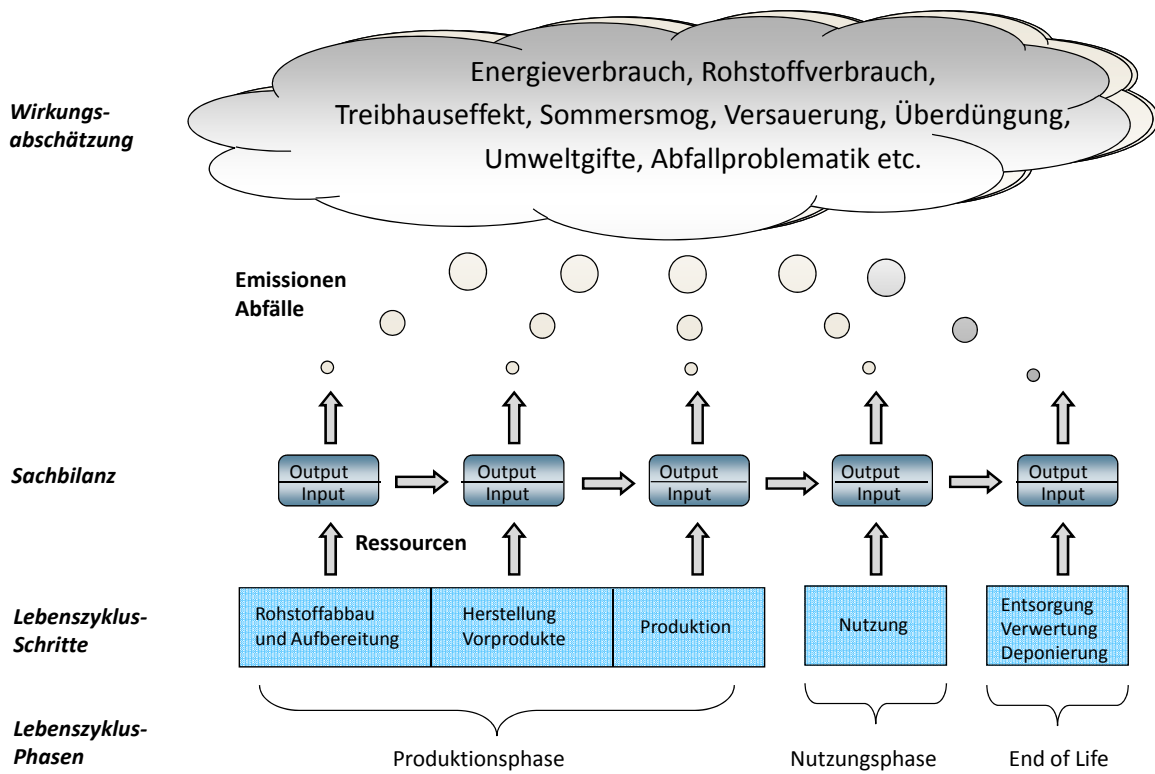 Energieverbrauch, Rohstoffverbrauch,
Treibhauseffekt, Sommersmog, Versauerung, Überdüngung,
Umweltgifte, Abfallproblematik etc.
Wirkungs-
abschätzung
Emissionen
Abfälle
Sachbilanz
Output
Input
Output
Input
Output
Input
Output
Input
Output
Input
Ressourcen
Lebenszyklus-
Schritte
Rohstoffabbau
und Aufbereitung
Herstellung
Vorprodukte
Produktion
Nutzung
Entsorgung
Verwertung
Deponierung
Lebenszyklus-
Phasen
Produktionsphase
Nutzungsphase
End of Life